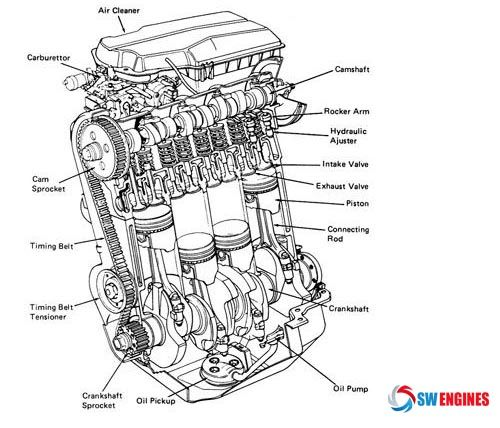 Air Cleaner
Carburettor
Camshaft
Rocker Arm
Hydraulic
Ajuster
Intake Valve
Cam
Sprocket
Exhaust Valve
Piston
Connecting
Rod
Timing Belt
Timing Belt
Tensioner
Crankshaft
Crankshaft
Sprocket
Oil Pickup
Oil Pump
SW ENGINES